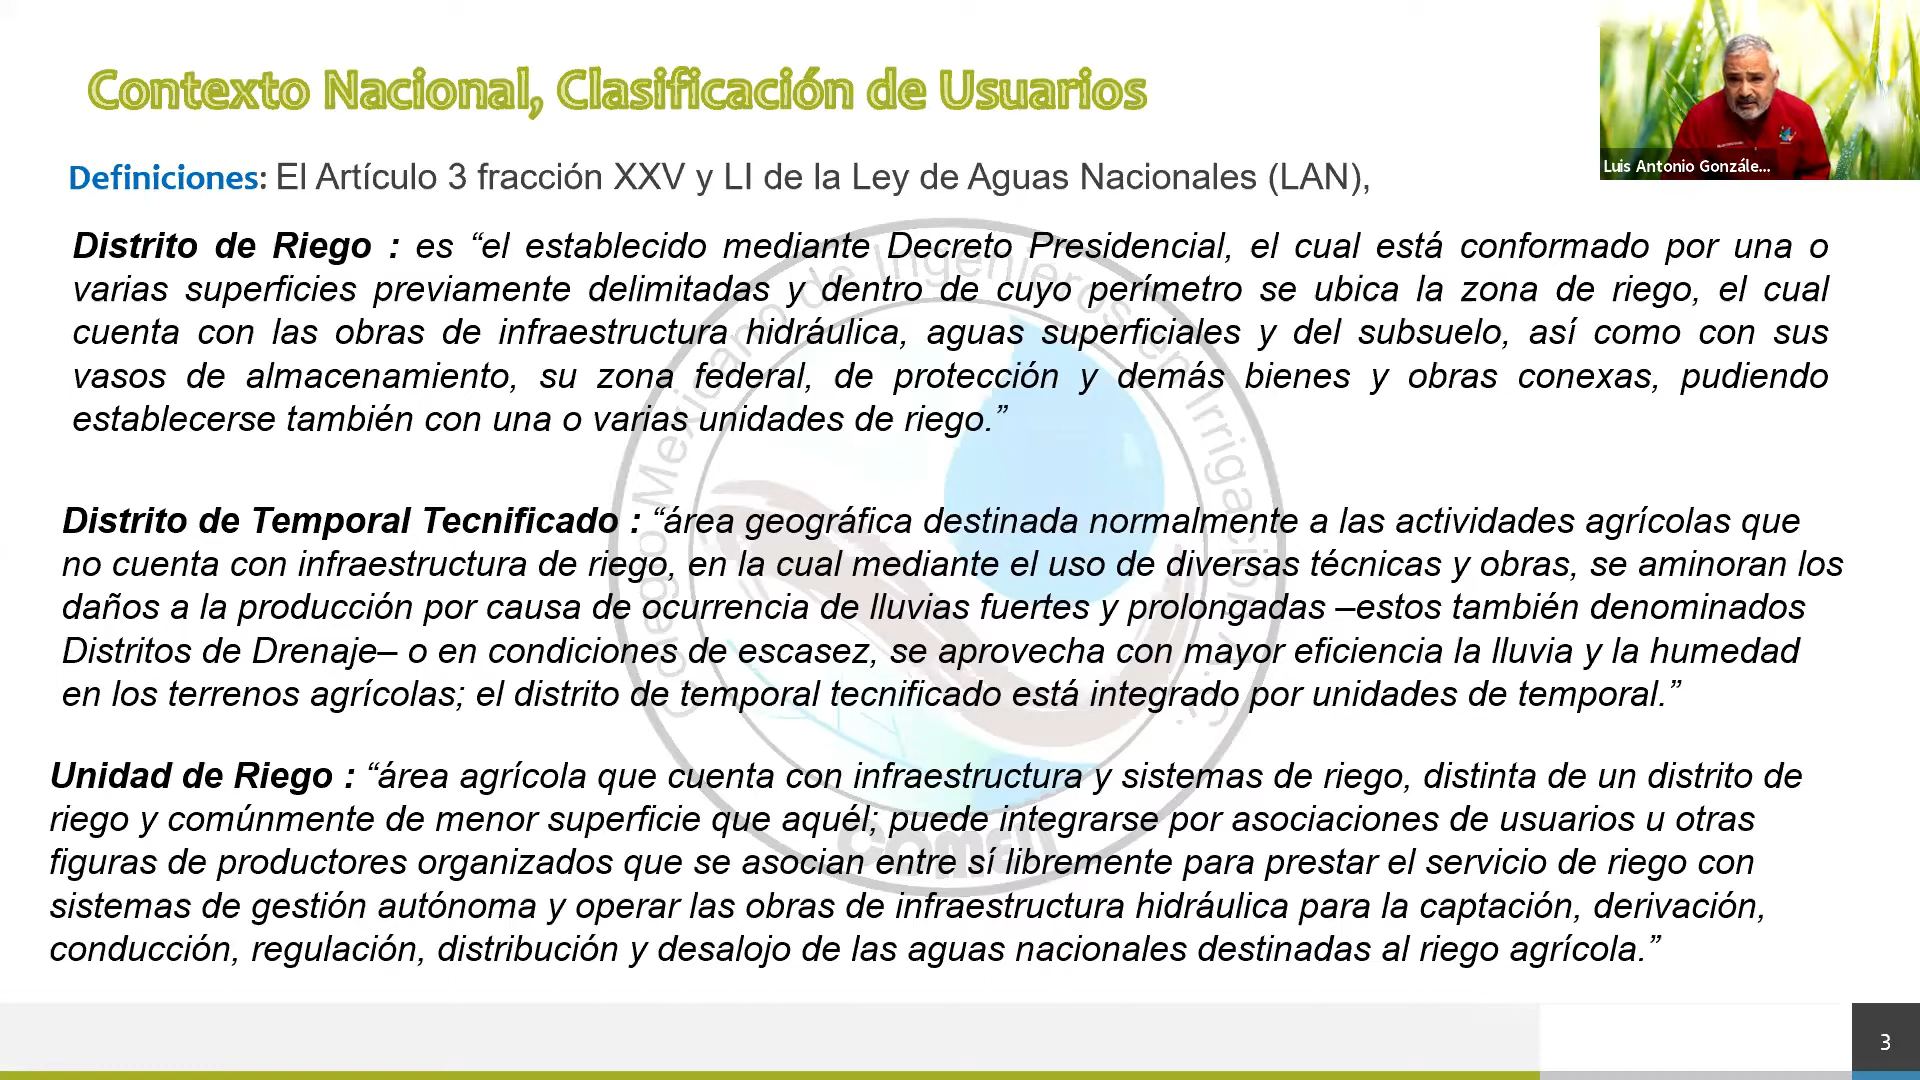 Contexto Nacional, Clasificación de Usuarios
Luis Antonio Gonzále...
Definiciones: El Artículo 3 fracción XXV y LI de la Ley de Aguas Nacionales (LAN),
Distrito de Riego : es “el establecido mediante Decreto Presidencial, el cual está conformado por una o
varias superficies previamente delimitadas y dentro de cuyo perímetro se ubica la zona de riego, el cual
cuenta con las obras de infraestructura hidráulica, aguas superficiales y del subsuelo, así como con sus
vasos de almacenamiento, su zona federal, de protección y demás bienes y obras conexas, pudiendo
establecerse también con una o varias unidades de riego.”
Distrito de Temporal Tecnificado : “área geográfica destinada normalmente a las actividades agrícolas que
no cuenta con infraestructura de riego, en la cual mediante el uso de diversas técnicas y obras, se aminoran los
daños a la producción por causa de ocurrencia de lluvias fuertes y prolongadas –estos también denominados
Distritos de Drenaje– o en condiciones de escasez, se aprovecha con mayor eficiencia la lluvia y la humedad
en los terrenos agrícolas; el distrito de temporal tecnificado está integrado por unidades de temporal.”
Unidad de Riego : “área agrícola que cuenta con infraestructura y sistemas de riego, distinta de un distrito de
riego y comúnmente de menor superficie que aquél; puede integrarse por asociaciones de usuarios u otras
figuras de productores organizados que se asocian entre sí libremente para prestar el servicio de riego con
sistemas de gestión autónoma y operar las obras de infraestructura hidráulica para la captación, derivación,
conducción, regulación, distribución y desalojo de las aguas nacionales destinadas al riego agrícola.”
Colegio Mexicano de Ingenieros en Irrigación A.C.
COMEII
3